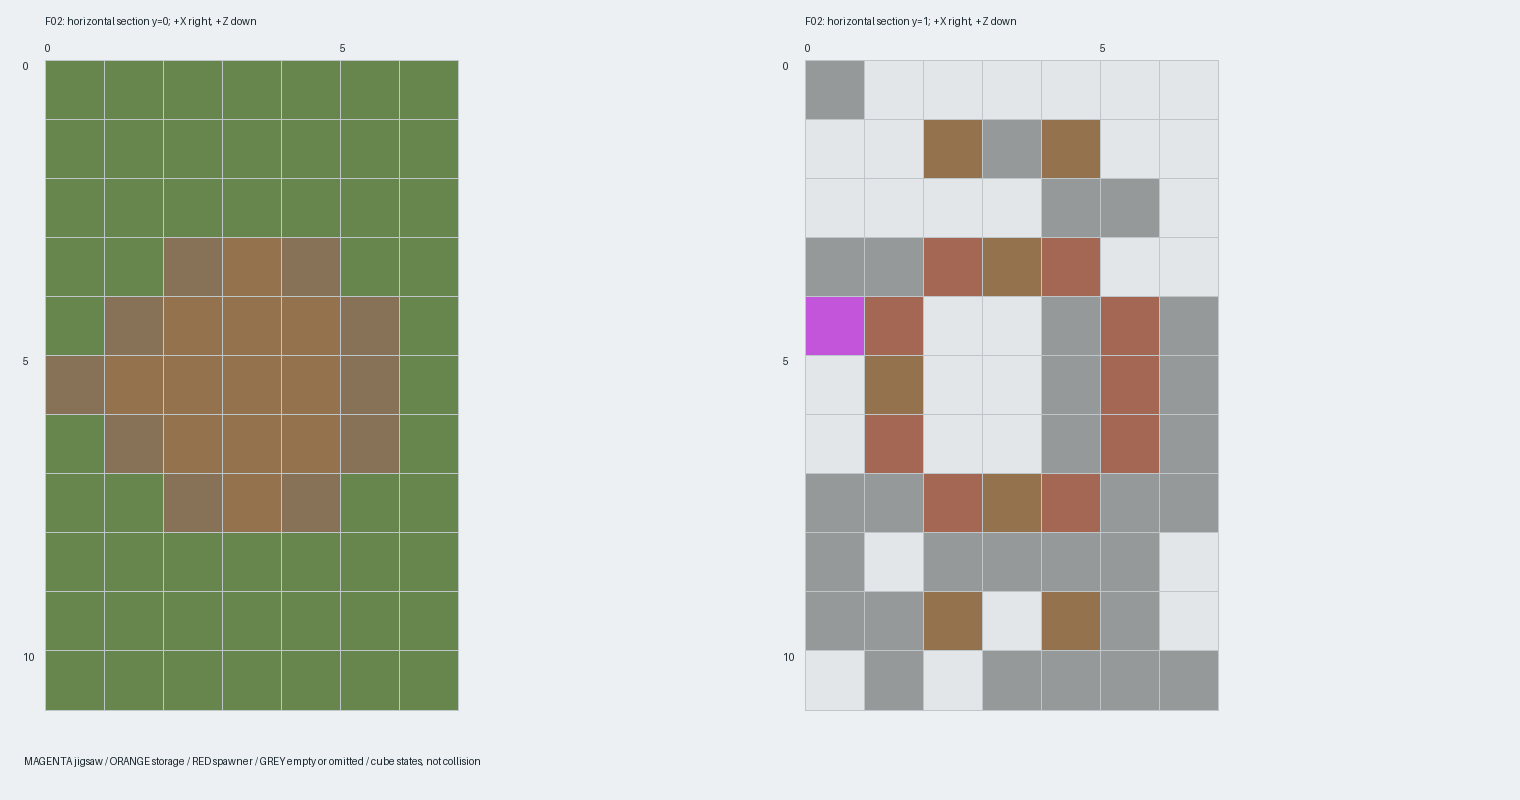 F02: horizontal section y=0; +X right, +Z down
F02: horizontal section y=1; +X right, +Z down
0 5
0 5
0
5
10
0
5
10
MAGENTA jigsaw / ORANGE storage / RED spawner / GREY empty or omitted / cube states, not collision